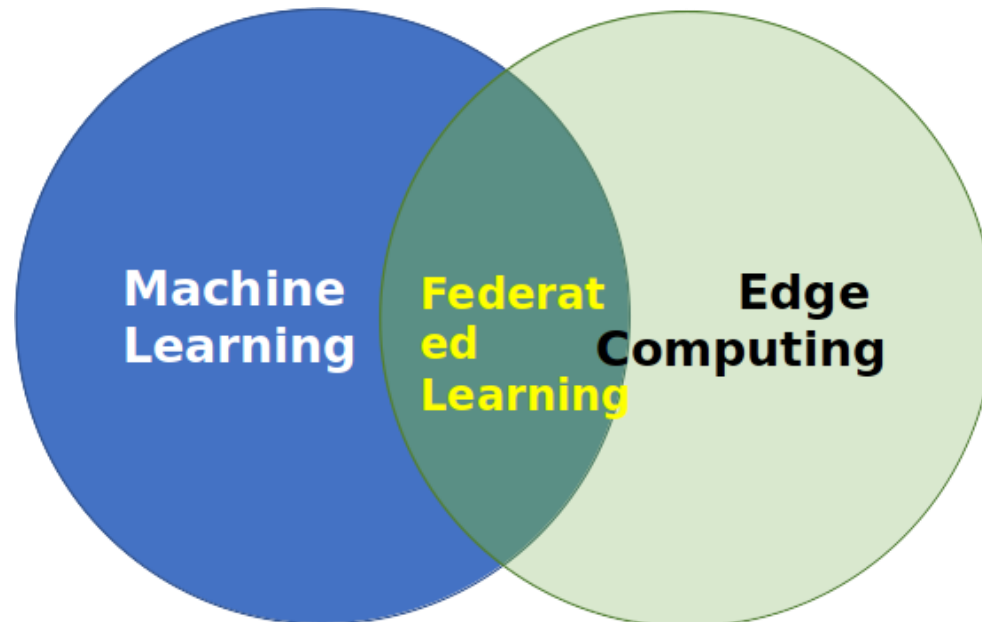 Machine
Learning
Federat
ed
Learning
Edge
Computing